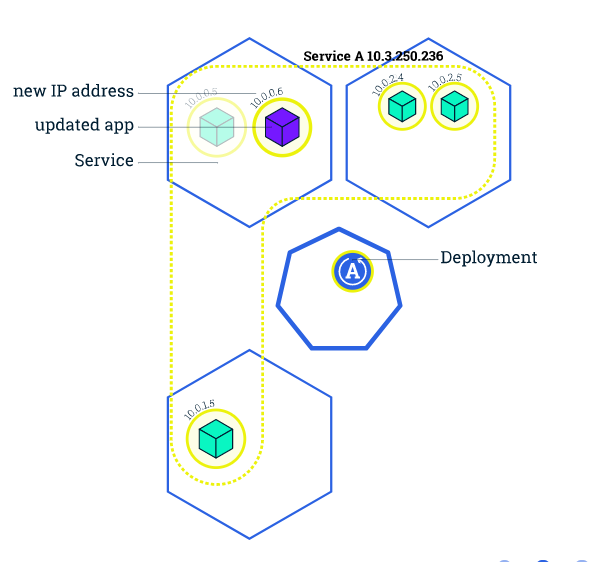 Service A 10.3.250.236
10.0.2.4
10.0.2.5
new IP address
10.0.0.5
10.0.0.6
updated app
Service
Deployment
A
10.0.1.5